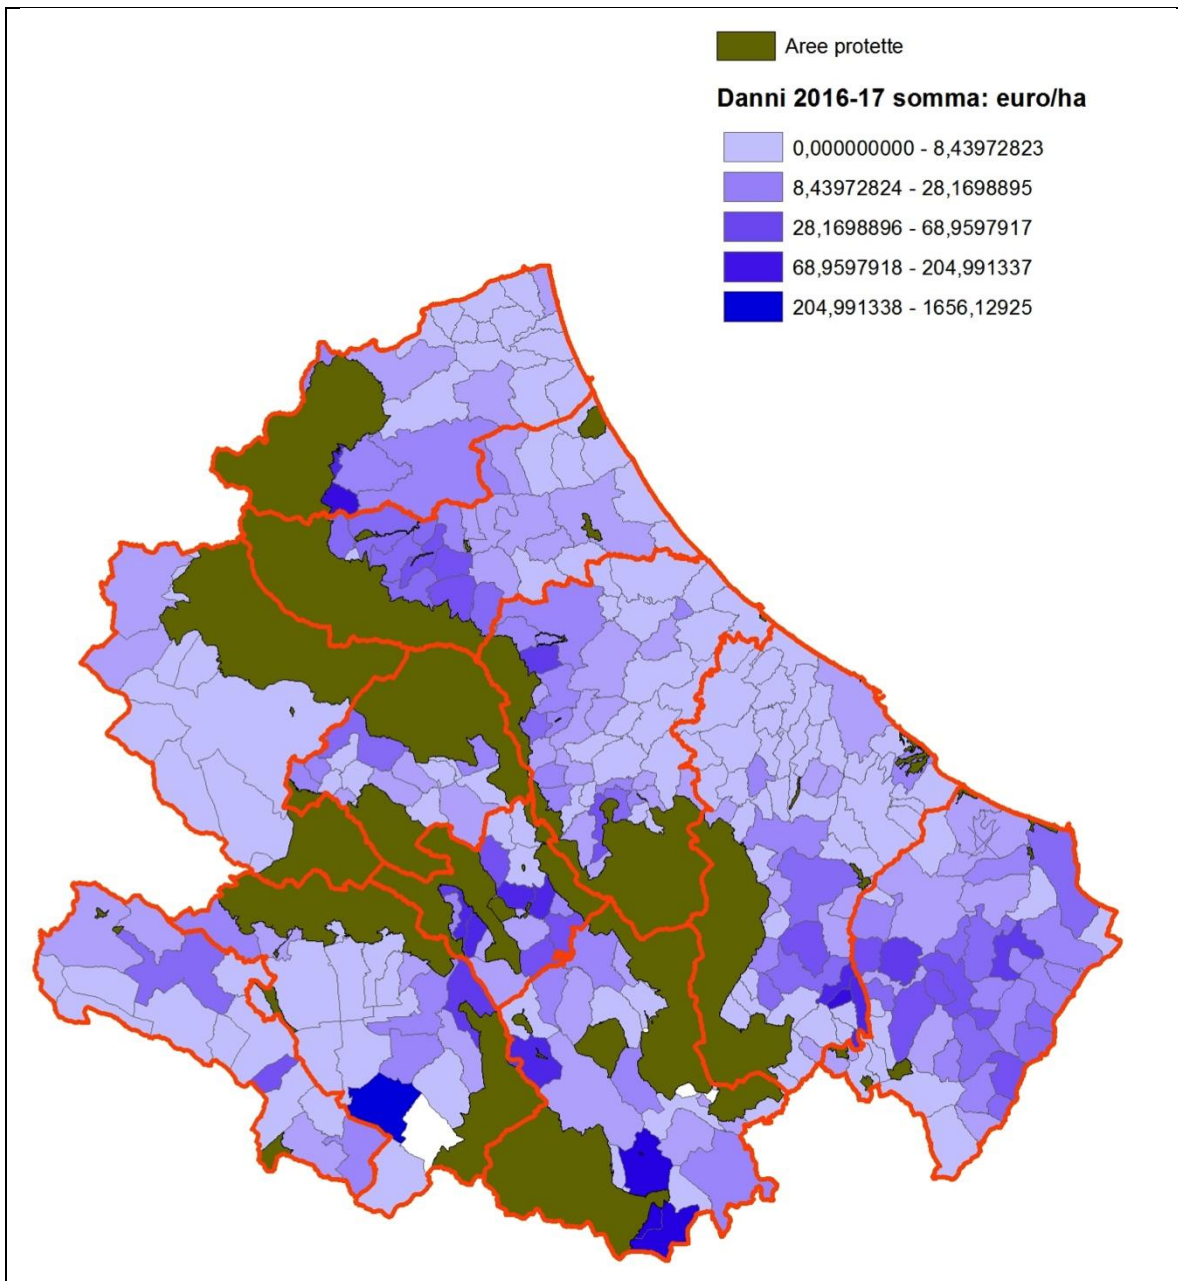 Aree protette
Danni 2016-17 somma: euro/ha
0,000000000 - 8,43972823
8,43972824 - 28,1698895
28,1698896 - 68,9597917
68,9597918 - 204,991337
204,991338 - 1656,12925